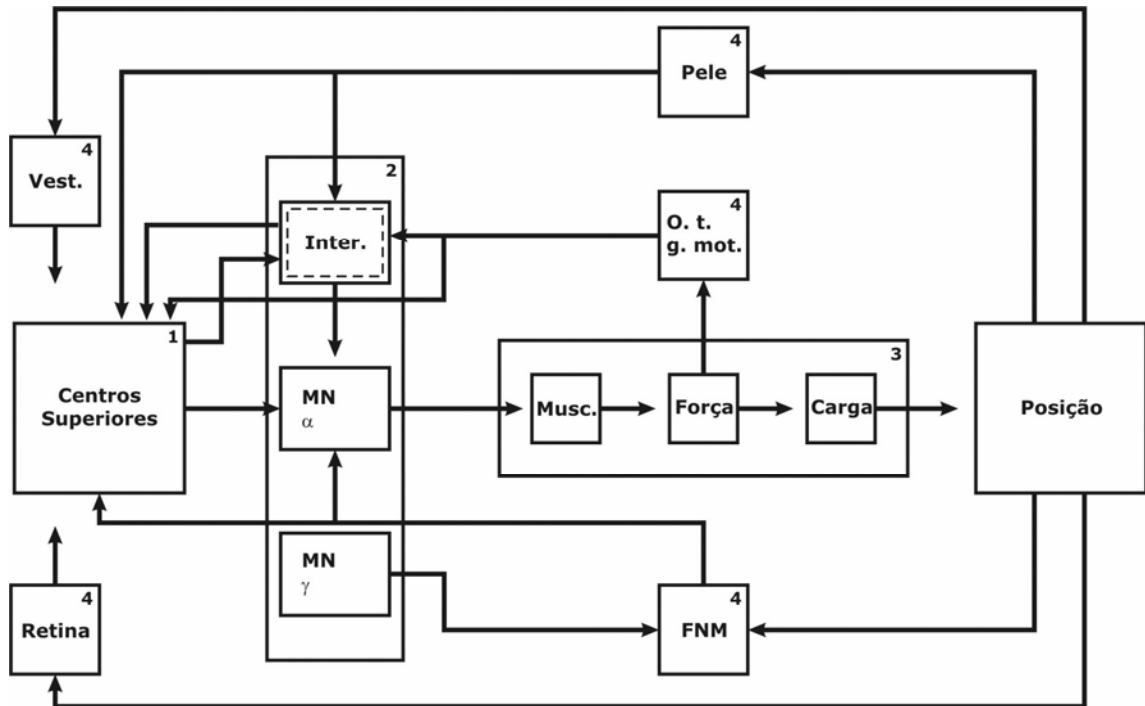 4
Pele
4
Vest.
2
Inter.
4
O. t.
g. mot.
1
Centros
Superiores
MN
α
3
Musc.
Força
Carga
Posição
4
Retina
MN
γ
4
FNM